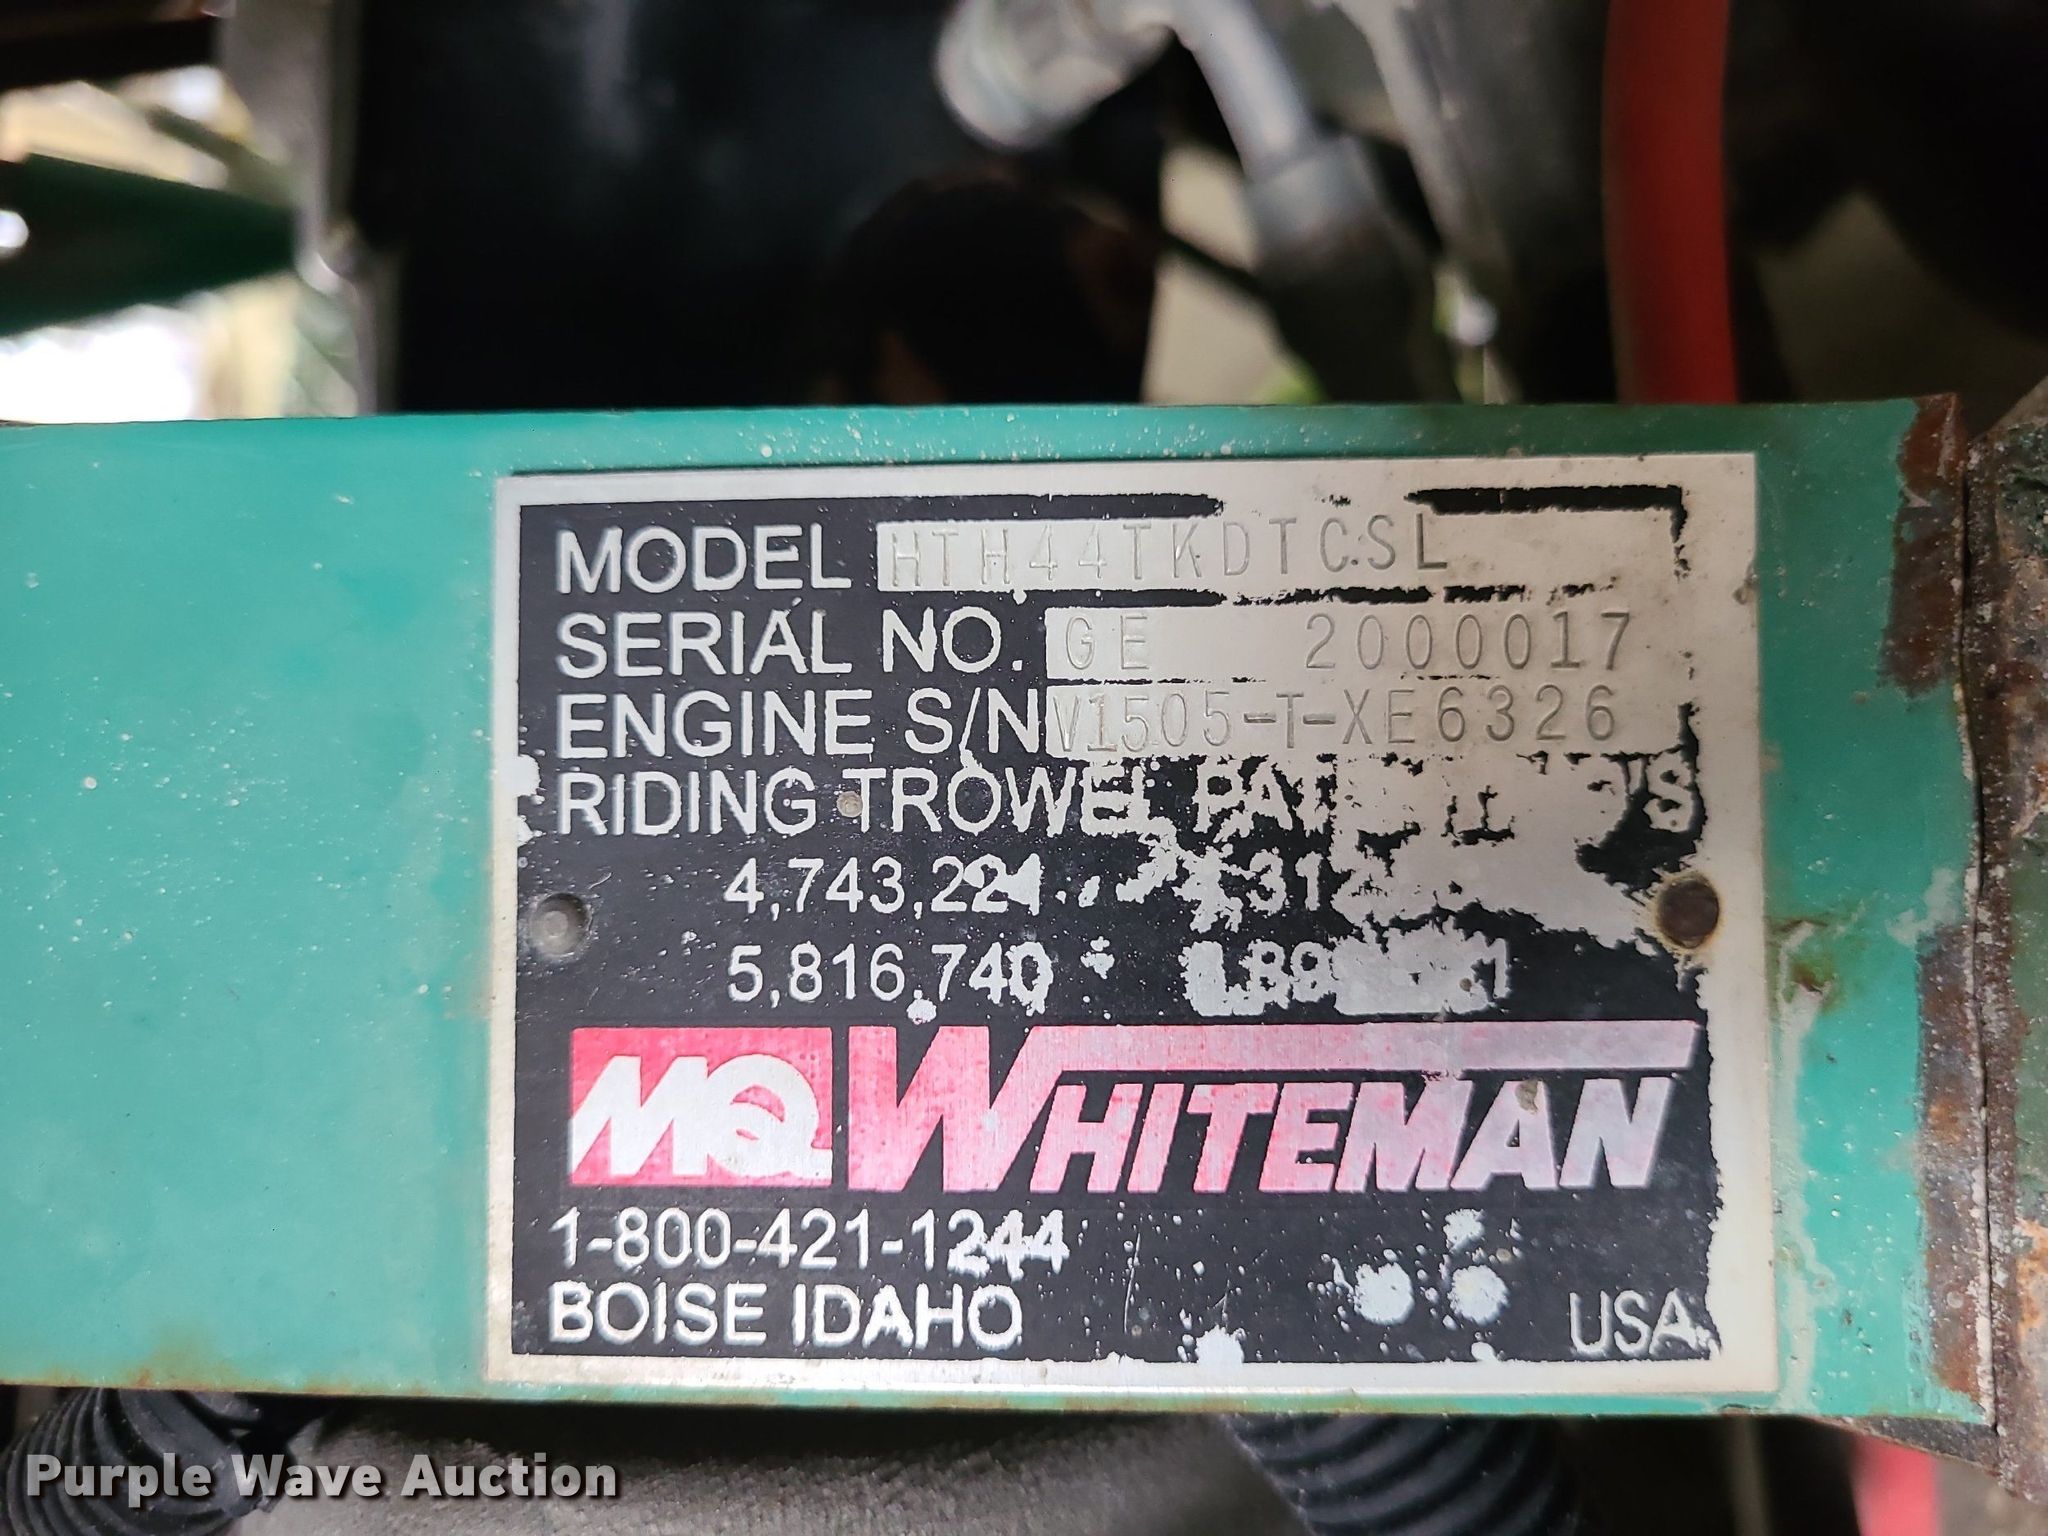 MODEL HTH44TKDTCSL
SERIAL NO. GE 2000017
ENGINE S/N V1505-T-XE6326
RIDING TROWEL
4,743,221
5,816,740
MQ WHITEMAN
1-800-421-1244
BOISE IDAHO USA
Purple Wave Auction